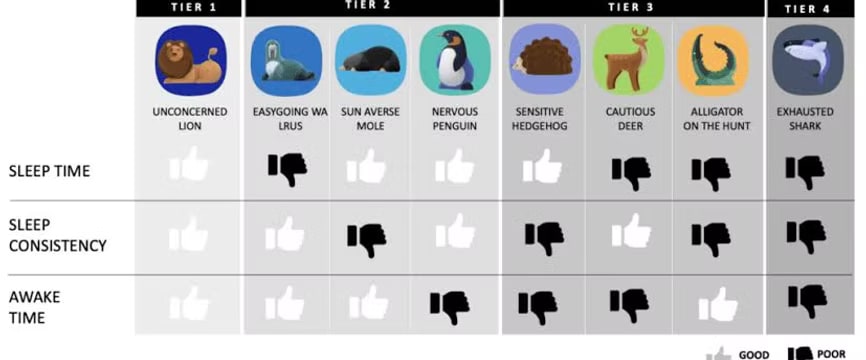 TIER 1
TIER 2
TIER 3
TIER 4
UNCONCERNED
LION
EASYGOING WA
LRUS
SUN AVERSE
MOLE
NERVOUS
PENGUIN
SENSITIVE
HEDGEHOG
CAUTIOUS
DEER
ALLIGATOR
ON THE HUNT
EXHAUSTED
SHARK
SLEEP TIME
SLEEP
CONSISTENCY
AWAKE
TIME
GOOD
POOR